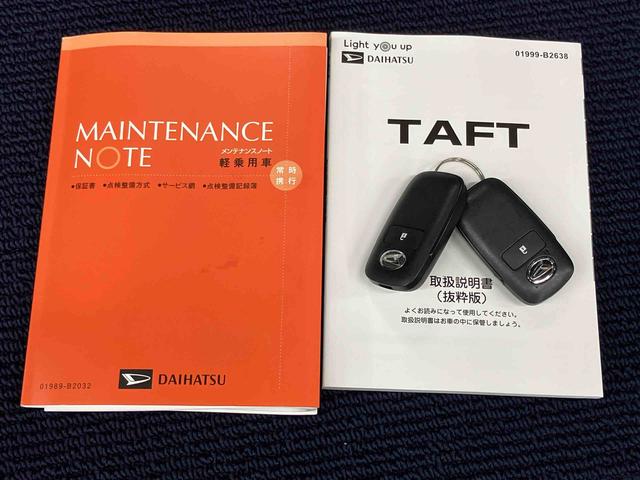 MAINTENANCE
NOTE
メンテナンスノート
軽乗用車
常時
携行
•保証書 •点検整備方式 •サービス網 •点検整備記録簿
01989-B2032
DAIHATSU
Light you up
DAIHATSU
01999-B2638
TAFT
取扱説明書
（抜粋版）
よくお読みになって使用してください。
取扱説明書はお車の中に保管しましょう。